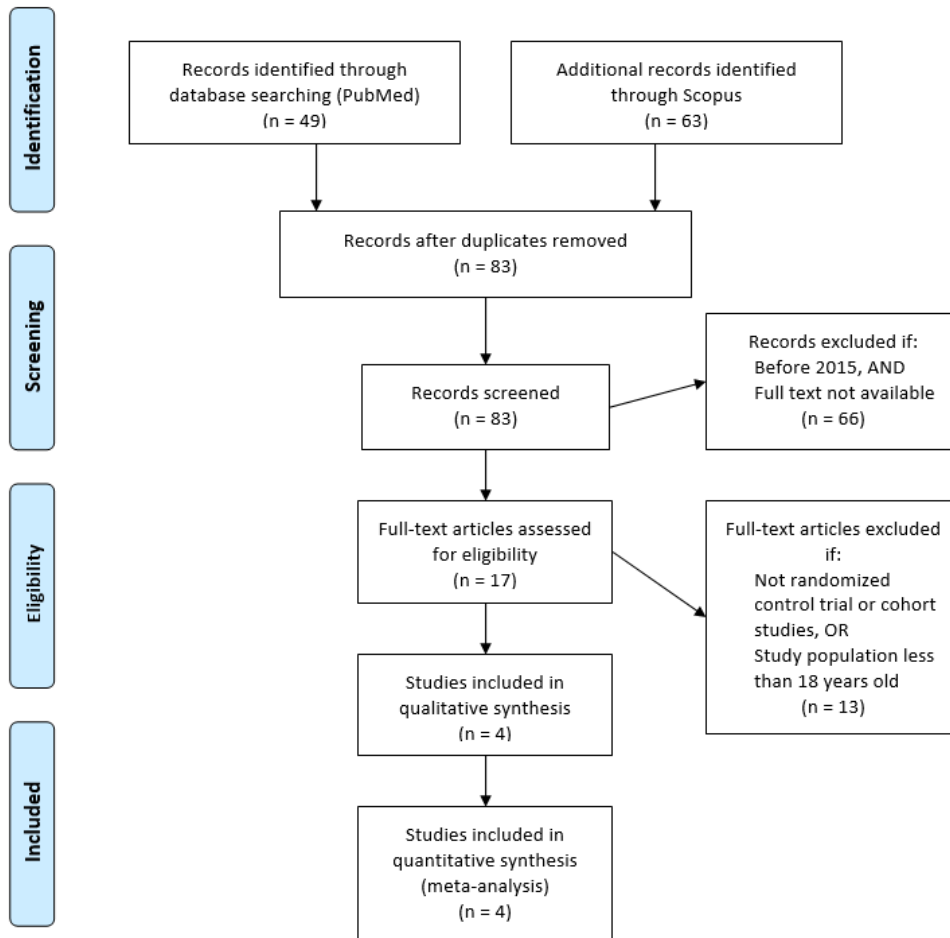 Identification
Records identified through
database searching (PubMed)
(n = 49)
Additional records identified
through Scopus
(n = 63)
Screening
Records after duplicates removed
(n = 83)
Records screened
(n = 83)
Records excluded if:
Before 2015, AND
Full text not available
(n = 66)
Eligibility
Full-text articles assessed
for eligibility
(n = 17)
Full-text articles excluded
if:
Not randomized
control trial or cohort
studies, OR
Study population less
than 18 years old
(n = 13)
Studies included in
qualitative synthesis
(n = 4)
Included
Studies included in
quantitative synthesis
(meta-analysis)
(n = 4)